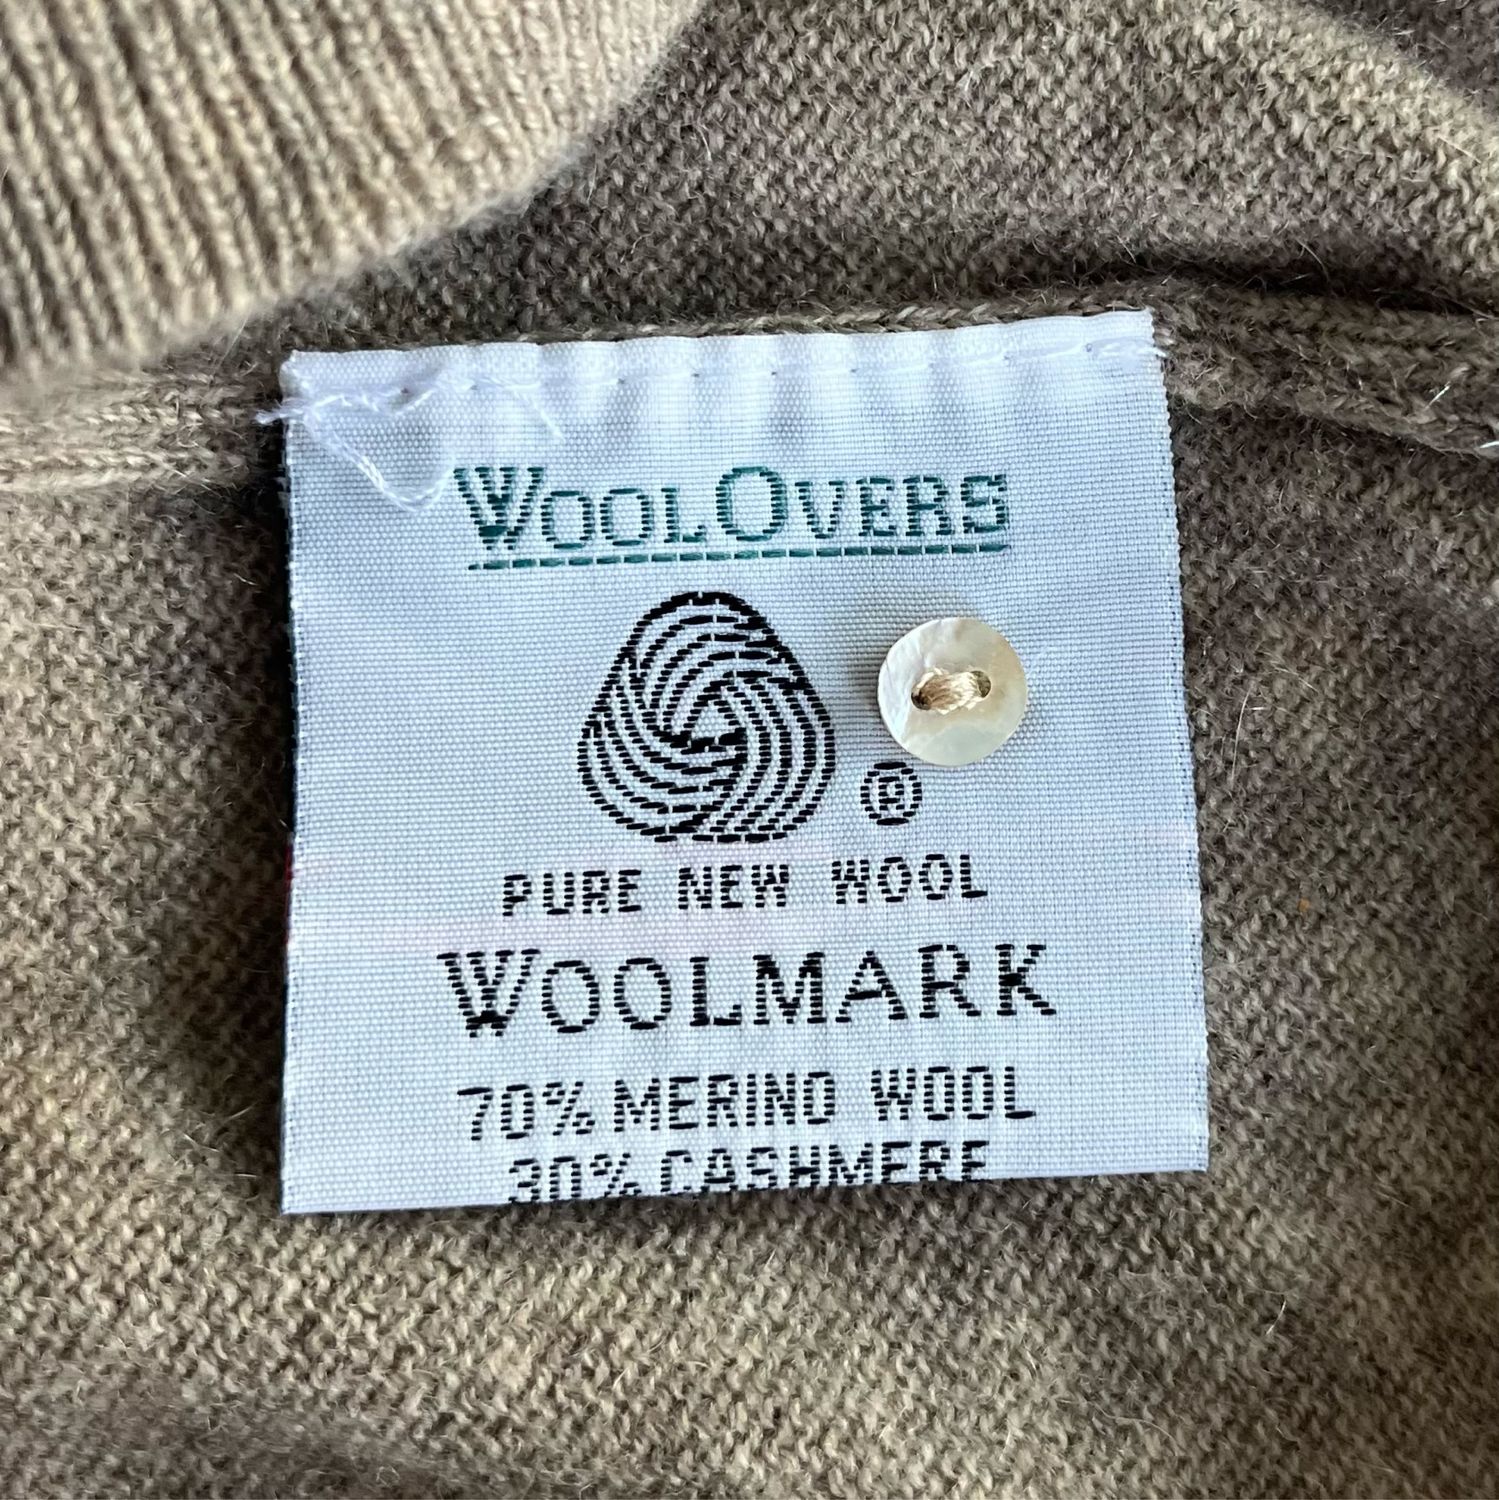 WOOLOVERS
®
PURE NEW WOOL
WOOLMARK
70% MERINO WOOL
30% CASHMERE